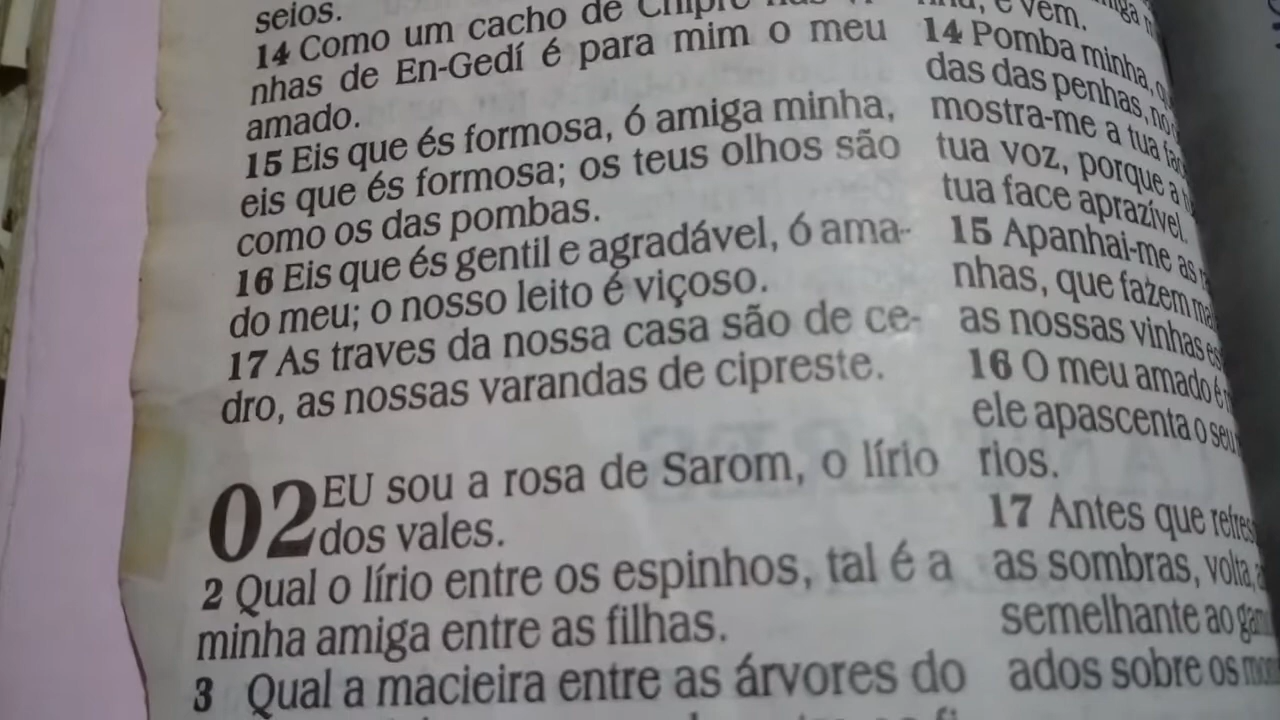 seios.
14 Como um cacho de Chipre nas
nhas de En-Gedí é para mim o meu
amado.
15 Eis que és formosa, ó amiga minha,
eis que és formosa; os teus olhos são
como os das pombas.
16 Eis que és gentil e agradável, ó ama-
do meu; o nosso leito é viçoso.
17 As traves da nossa casa são de ce-
dro, as nossas varandas de cipreste.
02 EU sou a rosa de Sarom, o lírio
dos vales.
2 Qual o lírio entre os espinhos, tal é a
minha amiga entre as filhas.
3 Qual a macieira entre as árvores do
e vem.
14 Pomba minha,
das das penhas, no
mostra-me a tua
tua voz, porque a
tua face aprazível.
15 Apanhai-me as
nhas, que fazem
as nossas vinhas
16 O meu amado é
ele apascenta o seu
rios.
17 Antes que
as sombras, volta,
semelhante ao
ados sobre os